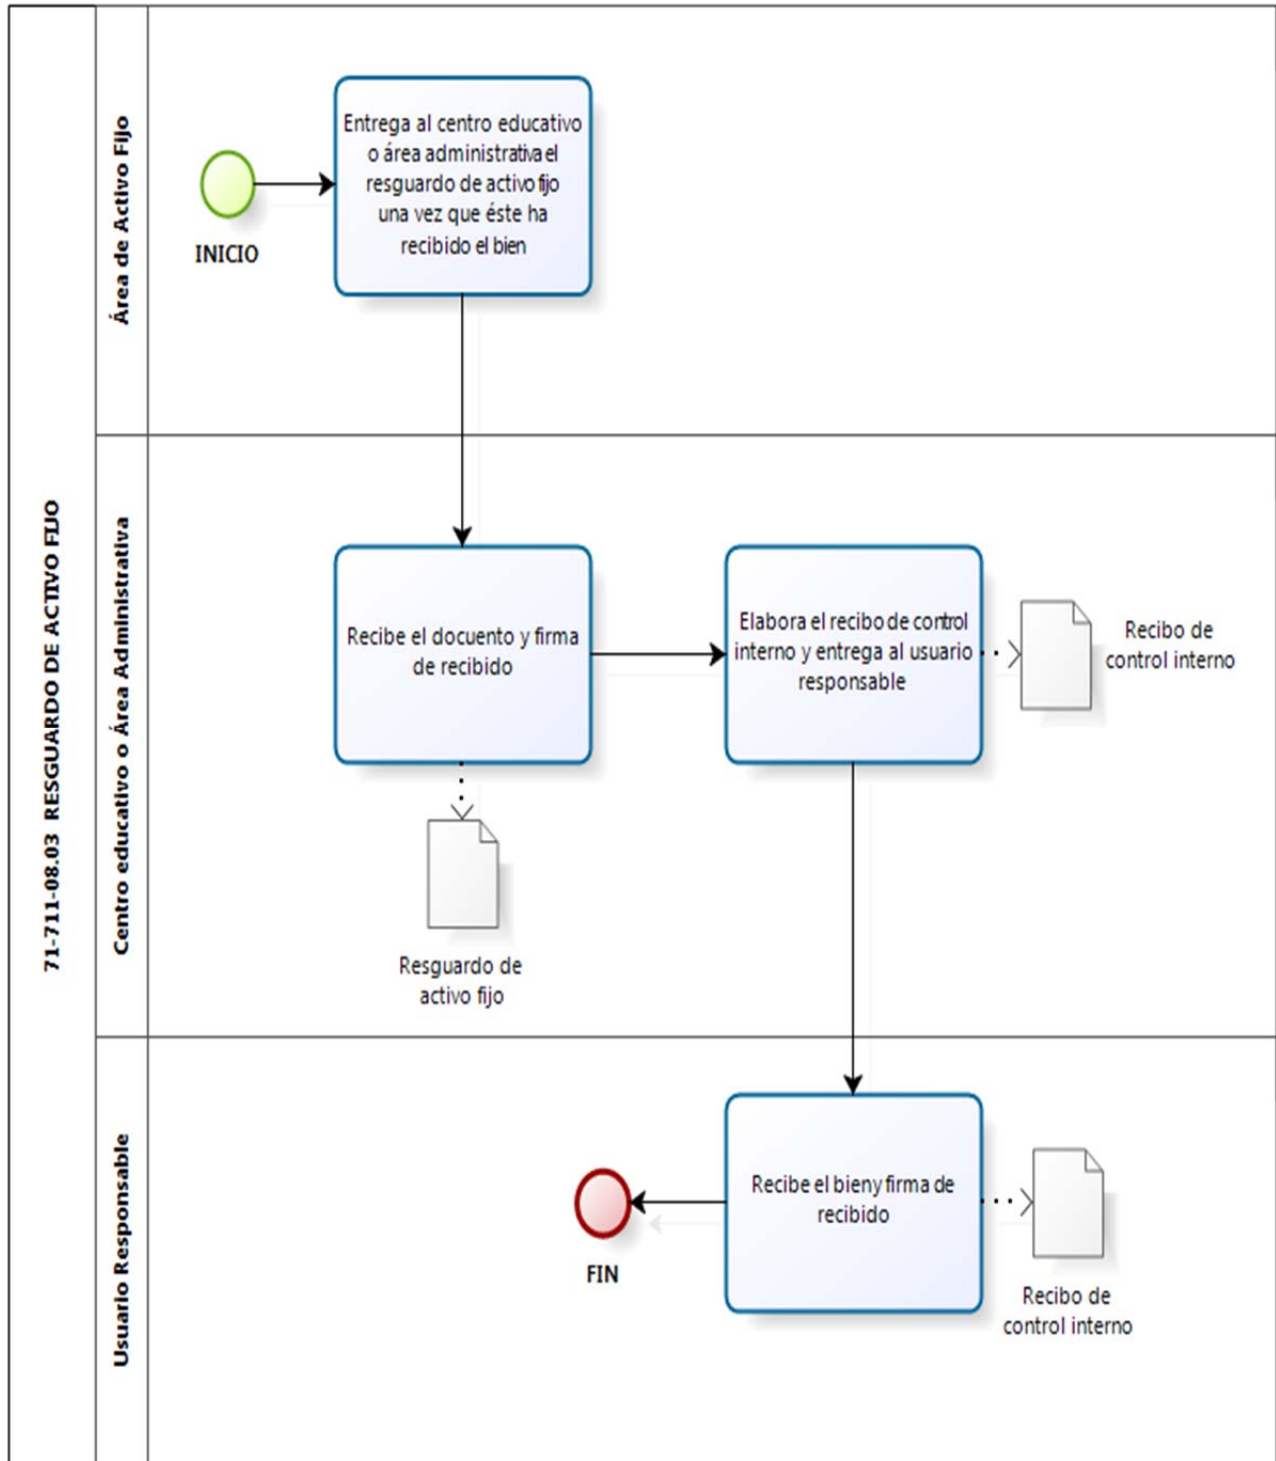 71-711-08.03 RESGUARDO DE ACTIVO FIJO
Área de Activo Fijo
INICIO
Entrega al centro educativo
o área administrativa el
resguardo de activo fijo
una vez que éste ha
recibido el bien
Centro educativo o Área Administrativa
Recibe el docuento y firma
de recibido
Resguardo de
activo fijo
Elabora el recibo de control
interno y entrega al usuario
responsable
Recibo de
control interno
Usuario Responsable
Recibe el bien y firma de
recibido
Recibo de
control interno
FIN